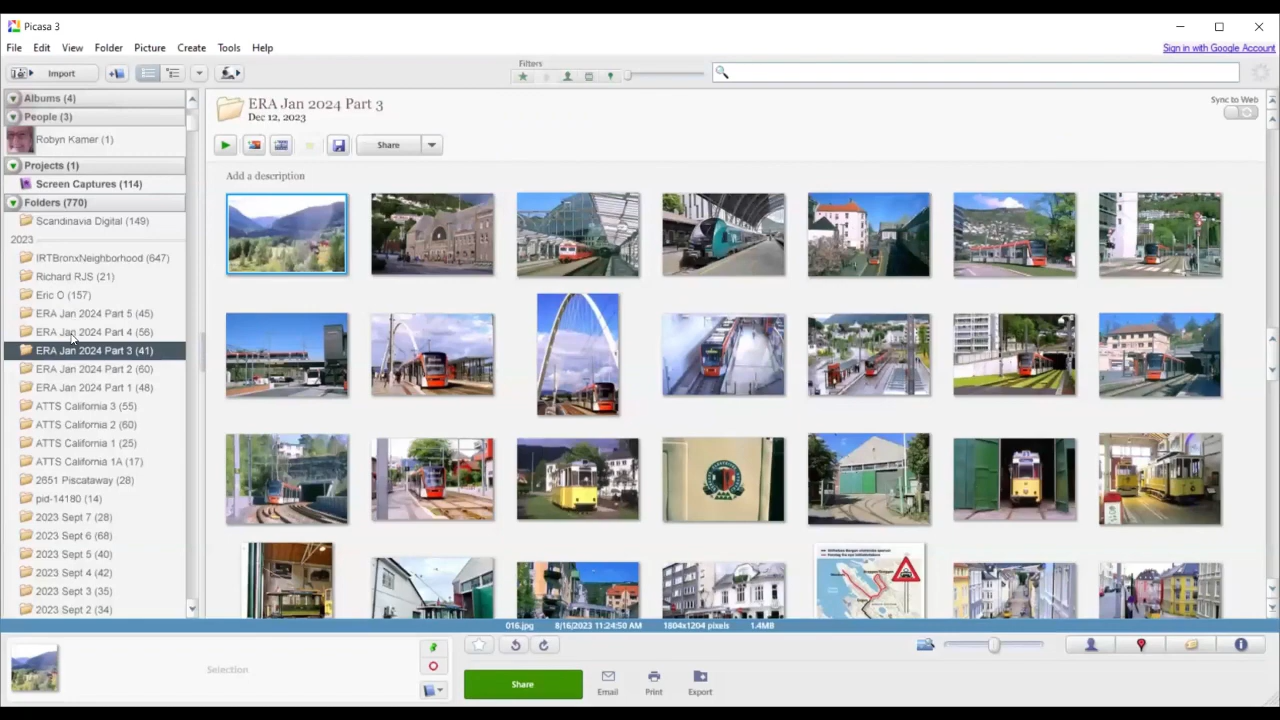 Picasa 3
File Edit View Folder Picture Create Tools Help
Sign in with Google Account
Import
Filters
Albums (4)
People (3)
Robyn Kamer (1)
Projects (1)
Screen Captures (114)
Folders (770)
Scandinavia Digital (149)
2023
IRTBronxNeighborhood (647)
Richard RJS (21)
Eric O (157)
ERA Jan 2024 Part 5 (45)
ERA Jan 2024 Part 4 (56)
ERA Jan 2024 Part 3 (41)
ERA Jan 2024 Part 2 (60)
ERA Jan 2024 Part 1 (48)
ATTS California 3 (55)
ATTS California 2 (60)
ATTS California 1 (25)
ATTS California 1A (17)
2651 Piscataway (28)
pid-14180 (14)
2023 Sept 7 (28)
2023 Sept 6 (68)
2023 Sept 5 (40)
2023 Sept 4 (42)
2023 Sept 3 (35)
2023 Sept 2 (34)
ERA Jan 2024 Part 3
Dec 12, 2023
Sync to Web
Share
Add a description
016.jpg 8/16/2023 11:24:50 AM 1804x1204 pixels 1.4MB
Selection
Share
Email Print Export